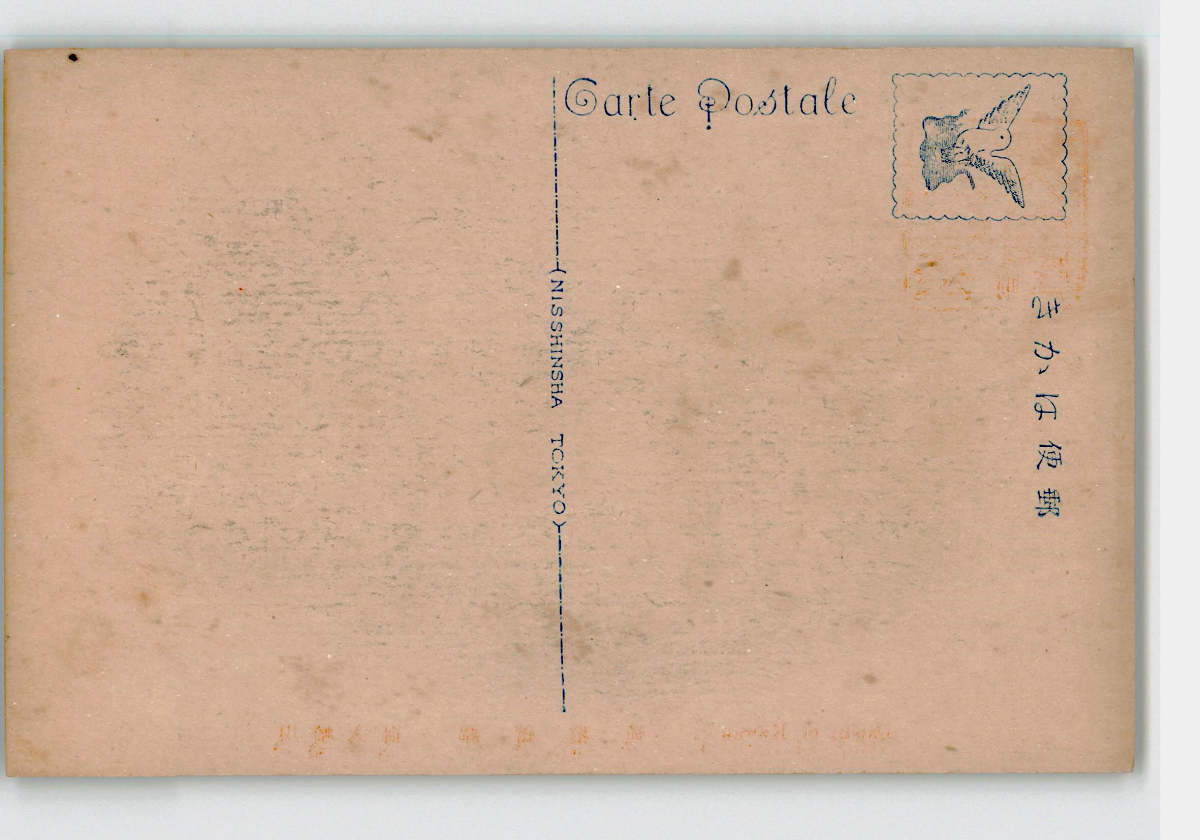 Carte Postale
(NISSHINSHA TOKYO)
郵便はかき